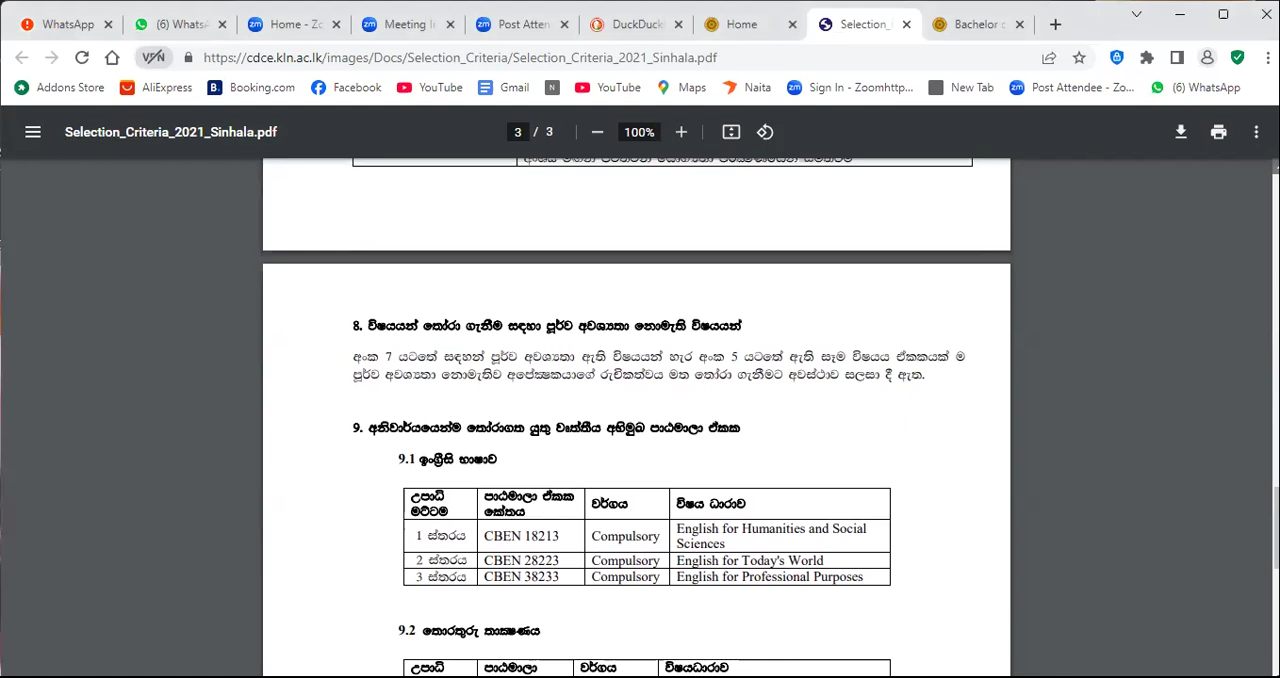 WhatsApp
(6) Whats
Home - Zo
Meeting I
Post Atten
DuckDuck
Home
Selection_
Bachelor
VPN
https://cdce.kln.ac.lk/images/Docs/Selection_Criteria/Selection_Criteria_2021_Sinhala.pdf
Addons Store
AliExpress
B. Booking.com
Facebook
YouTube
Gmail
N
YouTube
Maps
Naita
zm Sign In - Zoomhttp...
New Tab
zm Post Attendee - Zo...
(6) WhatsApp
Selection_Criteria_2021_Sinhala.pdf
3 / 3
100%
8. විෂයයන් තෝරා ගැනීම සඳහා පූර්ව අවශ්‍යතා නොමැති විෂයයන්
අංක 7 යටතේ සඳහන් පූර්ව අවශ්‍යතා ඇති විෂයයන් හැර අංක 5 යටතේ ඇති සෑම විෂයය ඒකකයක් ම
පූර්ව අවශ්‍යතා නොමැතිව අපේක්‍ෂකයාගේ රුචිකත්වය මත තෝරා ගැනීමට අවස්ථාව සලසා දී ඇත.
9. අනිවාර්යයෙන්ම තෝරාගත යුතු වෘත්තීය අභිමුඛ පාඨමාලා ඒකක
9.1 ඉංග්‍රීසි භාෂාව
උපාධි මට්ටම පාඨමාලා ඒකක කේතය වර්ගය විෂය ධාරාව
1 ස්තරය CBEN 18213 Compulsory English for Humanities and Social Sciences
2 ස්තරය CBEN 28223 Compulsory English for Today's World
3 ස්තරය CBEN 38233 Compulsory English for Professional Purposes
9.2 තොරතුරු තාක්‍ෂණය
උපාධි පාඨමාලා වර්ගය විෂයධාරාව